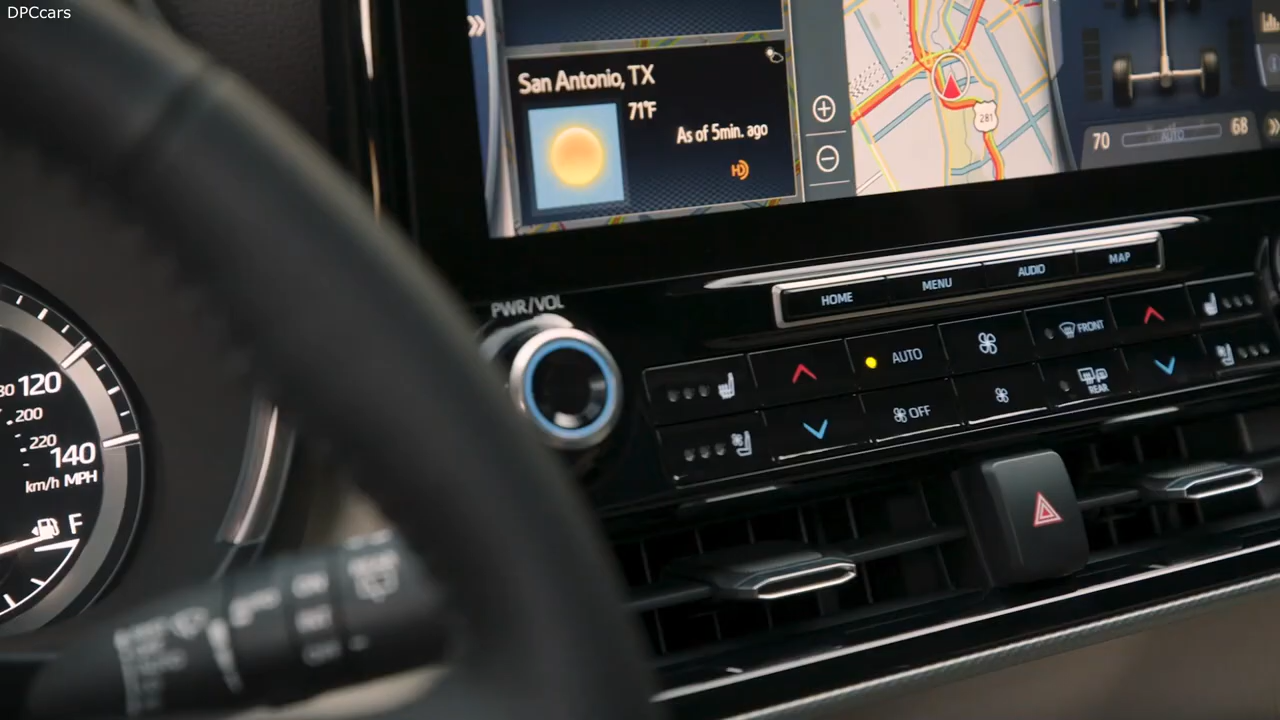 DPCcars
San Antonio, TX
71°F
As of 5min. ago
HD
281
70
AUTO
68
HOME
MENU
AUDIO
MAP
PWR/VOL
AUTO
FRONT
OFF
REAR
120
200
220
140
km/h MPH
F